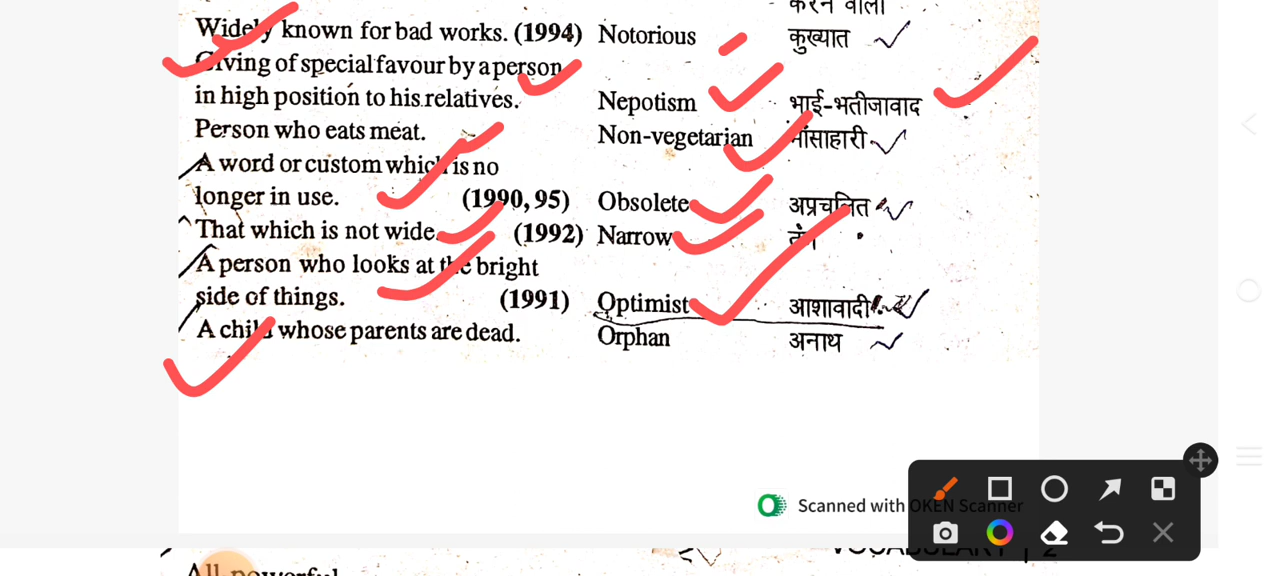 करने वाला
Widely known for bad works. (1994) Notorious कुख्यात
Giving of special favour by a person
in high position to his relatives. Nepotism भाई-भतीजावाद
Person who eats meat. Non-vegetarian मांसाहारी
A word or custom which is no
longer in use. (1990, 95) Obsolete अप्रचलित
That which is not wide. (1992) Narrow तंग
A person who looks at the bright
side of things. (1991) Optimist आशावादी
A child whose parents are dead. Orphan अनाथ
Scanned with OKEN Scanner
VOCABULARY | 2
All powerful